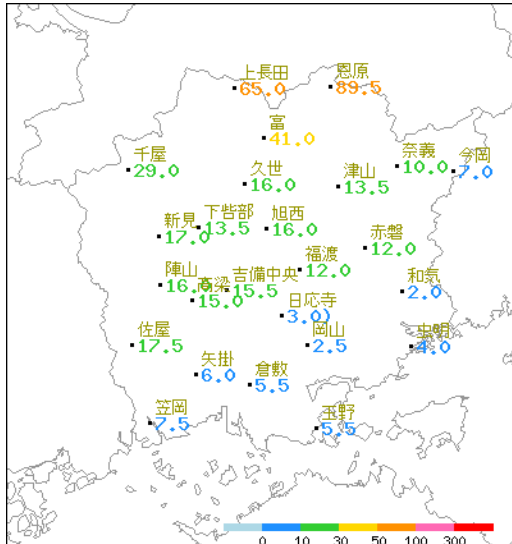 上長田
65.0
恩原
89.5
富
41.0
千屋
29.0
久世
16.0
津山
13.5
奈義
10.0
今岡
7.0
新見
17.0
下呰部
13.5
旭西
16.0
赤磐
12.0
福渡
12.0
陣山
16.0
高梁
15.0
吉備中央
15.5
和気
2.0
日応寺
3.0)
佐屋
17.5
岡山
2.5
虫明
4.0
矢掛
6.0
倉敷
5.5
笠岡
7.5
玉野
5.5
0 10 30 50 100 300